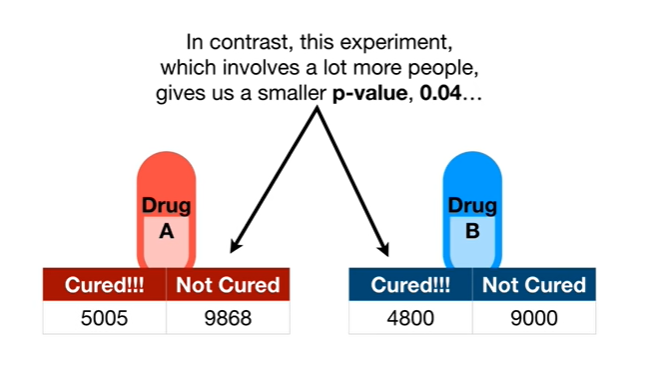 In contrast, this experiment,
which involves a lot more people,
gives us a smaller p-value, 0.04...
Drug
A
Drug
B
Cured!!! Not Cured
5005 9868
Cured!!! Not Cured
4800 9000